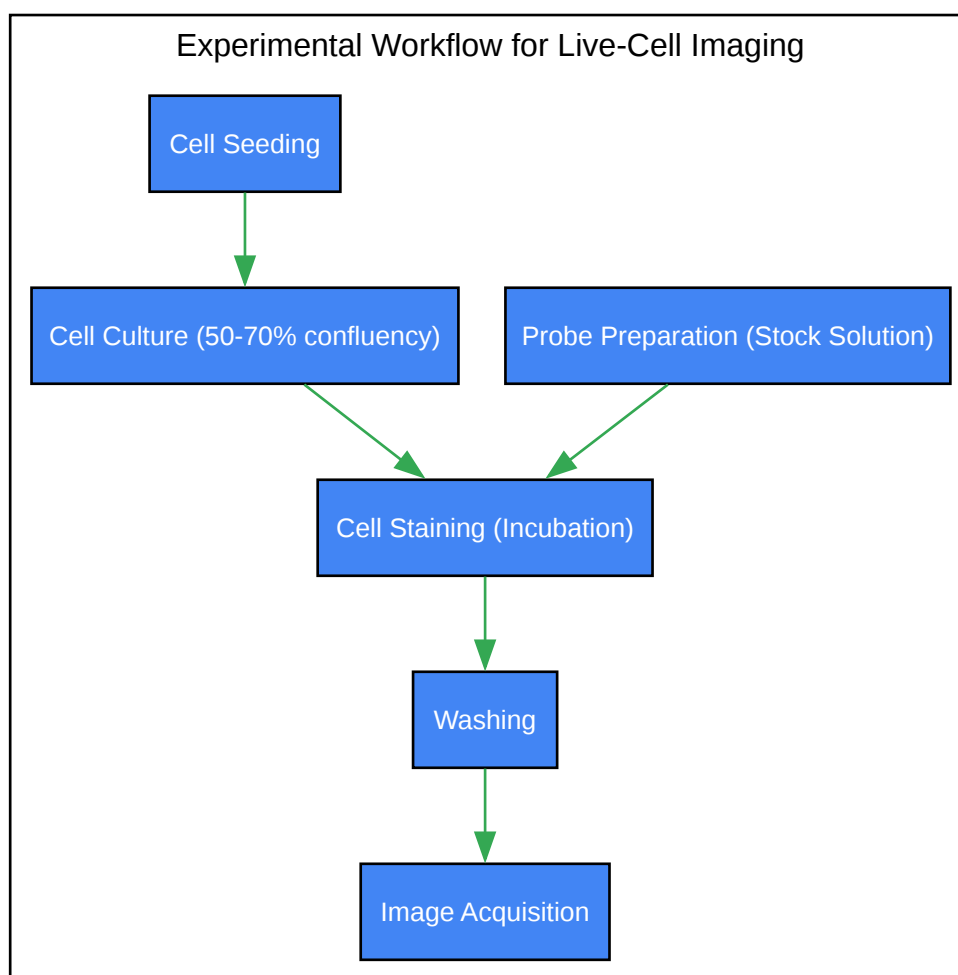 Experimental Workflow for Live-Cell Imaging
Cell Seeding
Cell Culture (50-70% confluency)
Probe Preparation (Stock Solution)
Cell Staining (Incubation)
Washing
Image Acquisition